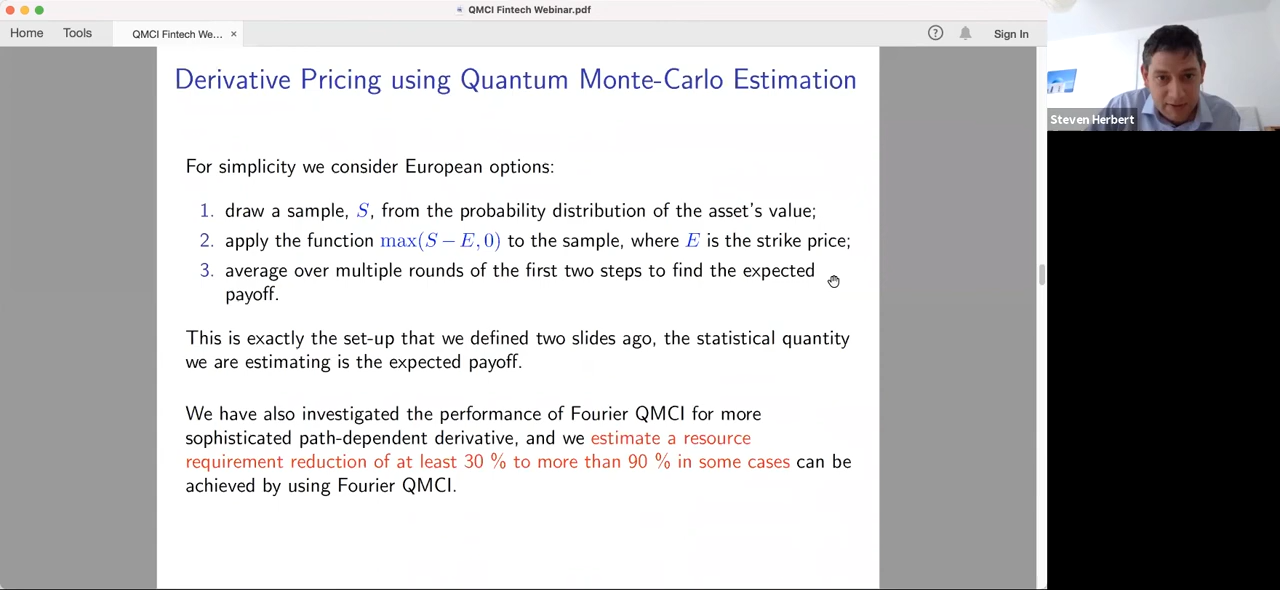 QMCI Fintech Webinar.pdf
Home Tools QMCI Fintech We... × ? Sign In
Derivative Pricing using Quantum Monte-Carlo Estimation
Steven Herbert
For simplicity we consider European options:
1. draw a sample, S, from the probability distribution of the asset's value;
2. apply the function max(S − E, 0) to the sample, where E is the strike price;
3. average over multiple rounds of the first two steps to find the expected
payoff.
This is exactly the set-up that we defined two slides ago, the statistical quantity
we are estimating is the expected payoff.
We have also investigated the performance of Fourier QMCI for more
sophisticated path-dependent derivative, and we estimate a resource
requirement reduction of at least 30 % to more than 90 % in some cases can be
achieved by using Fourier QMCI.